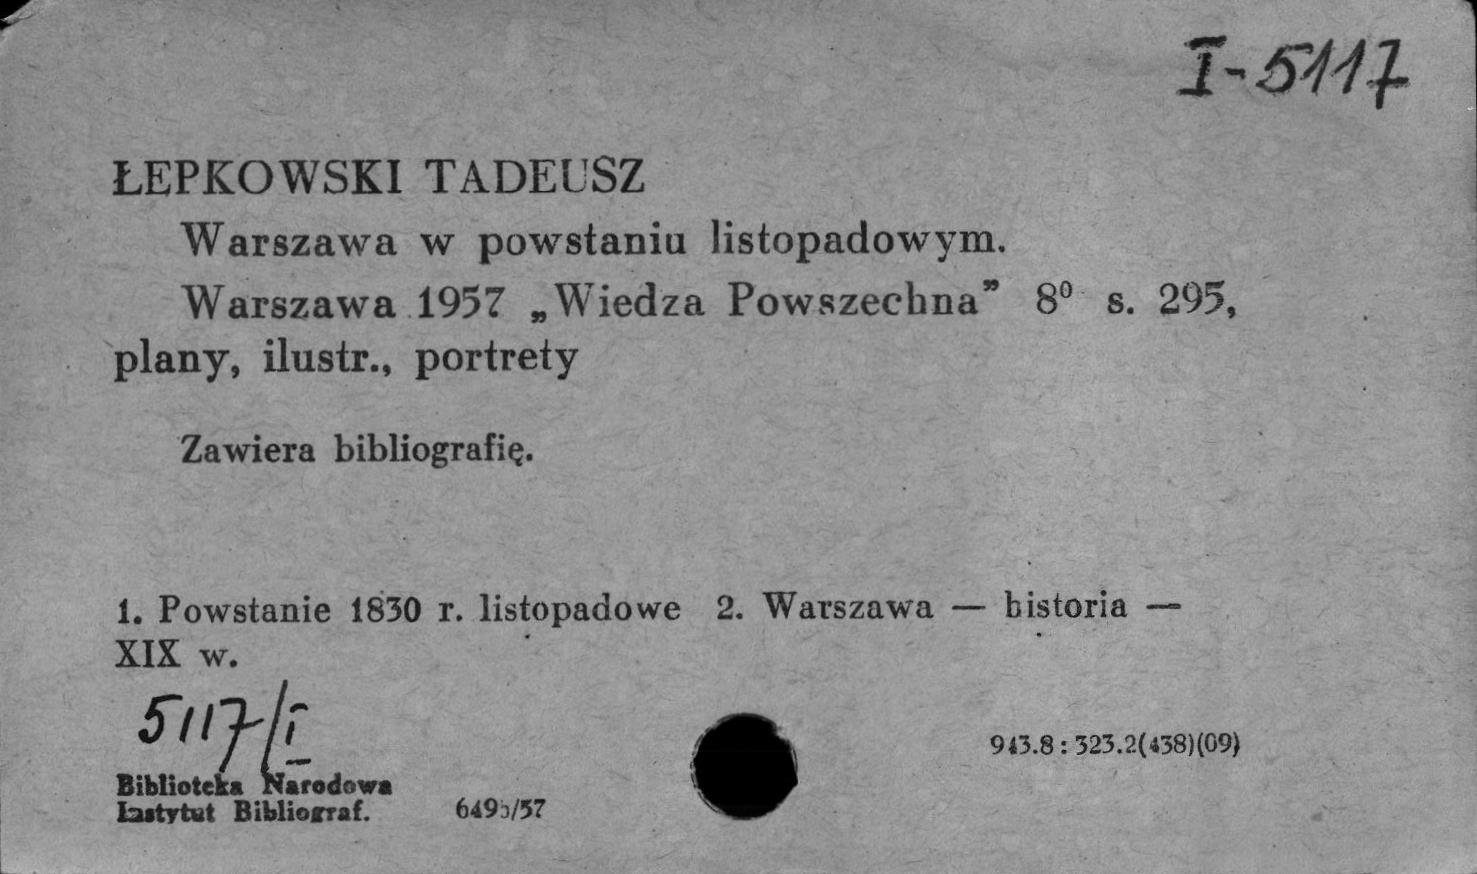 I-5117
ŁEPKOWSKI TADEUSZ
Warszawa w powstaniu listopadowym.
Warszawa 1957 „Wiedza Powszechna” 8⁰ s. 295,
plany, ilustr., portrety
Zawiera bibliografię.
1. Powstanie 1830 r. listopadowe 2. Warszawa — historia —
XIX w.
5117/I
943.8 : 323.2(438)(09)
Biblioteka Narodowa
Instytut Bibliograf.